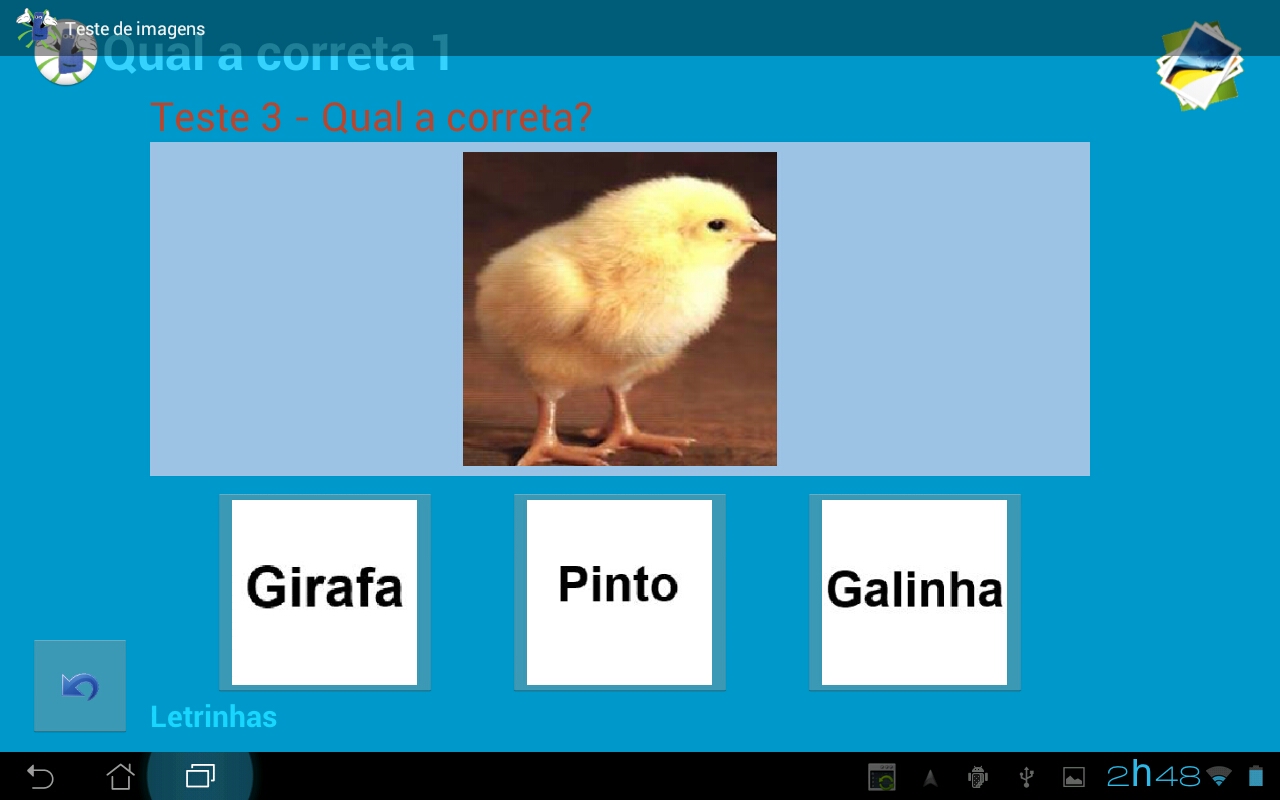 Teste de imagens
Qual a correta 1
Teste 3 - Qual a correta?
Girafa
Pinto
Galinha
Letrinhas
2h48